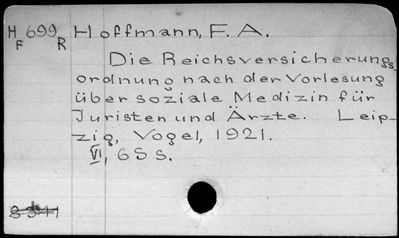 H 699 Hoffmann, F. A.
F R
Die Reichsversicherungs
ordnung nach der Vorlesung
über soziale Medizin für
Juristen und Ärzte. Leip-
zig, Vogel, 1921.
VI, 65 S.